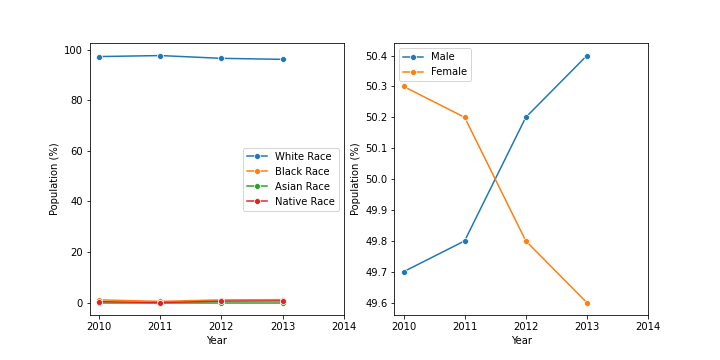 100
80
60
40
20
0
Population (%)
White Race
Black Race
Asian Race
Native Race
2010 2011 2012 2013 2014
Year
50.4
50.3
50.2
50.1
50.0
49.9
49.8
49.7
49.6
Population (%)
Male
Female
2010 2011 2012 2013 2014
Year